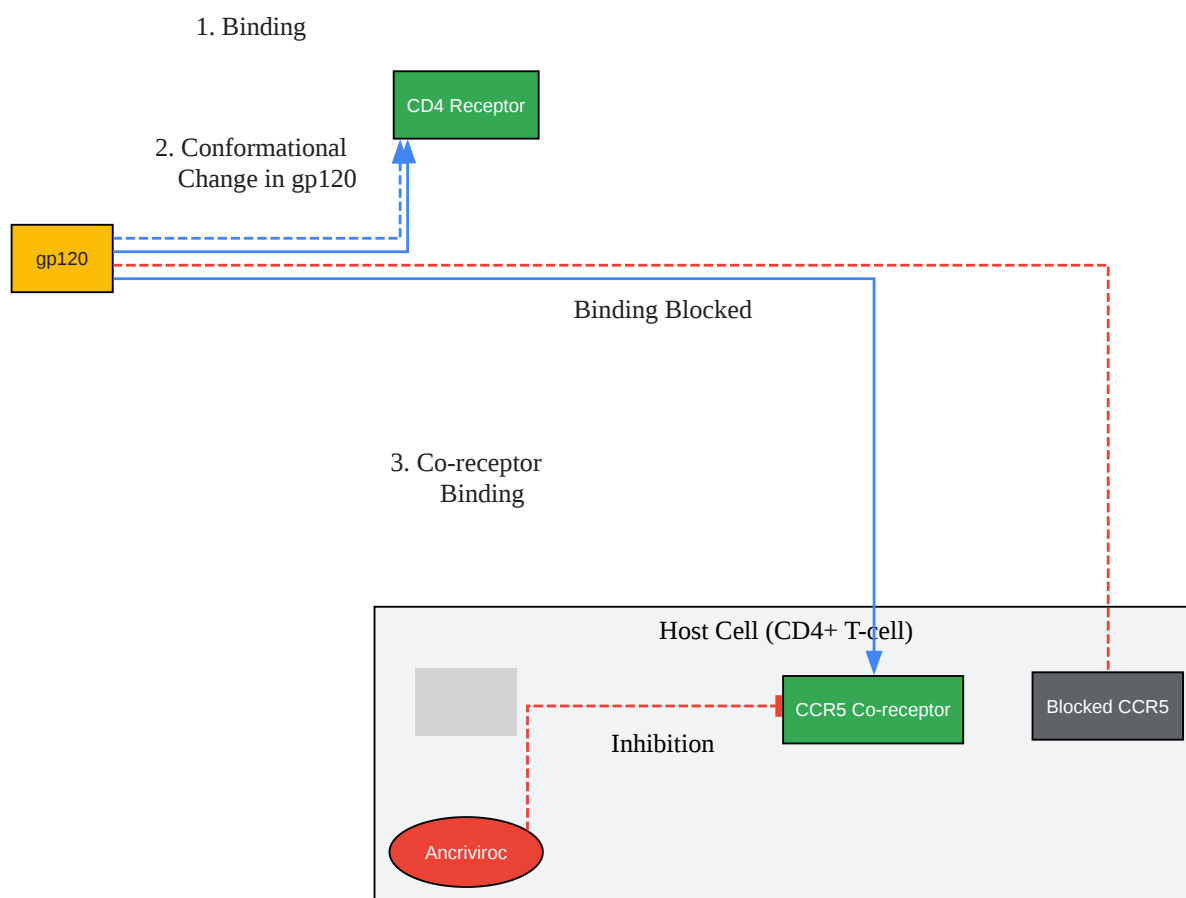 1. Binding
CD4 Receptor
2. Conformational
Change in gp120
gp120
Binding Blocked
3. Co-receptor
Binding
Host Cell (CD4+ T-cell)
CCR5 Co-receptor
Blocked CCR5
Inhibition
Ancriviroc